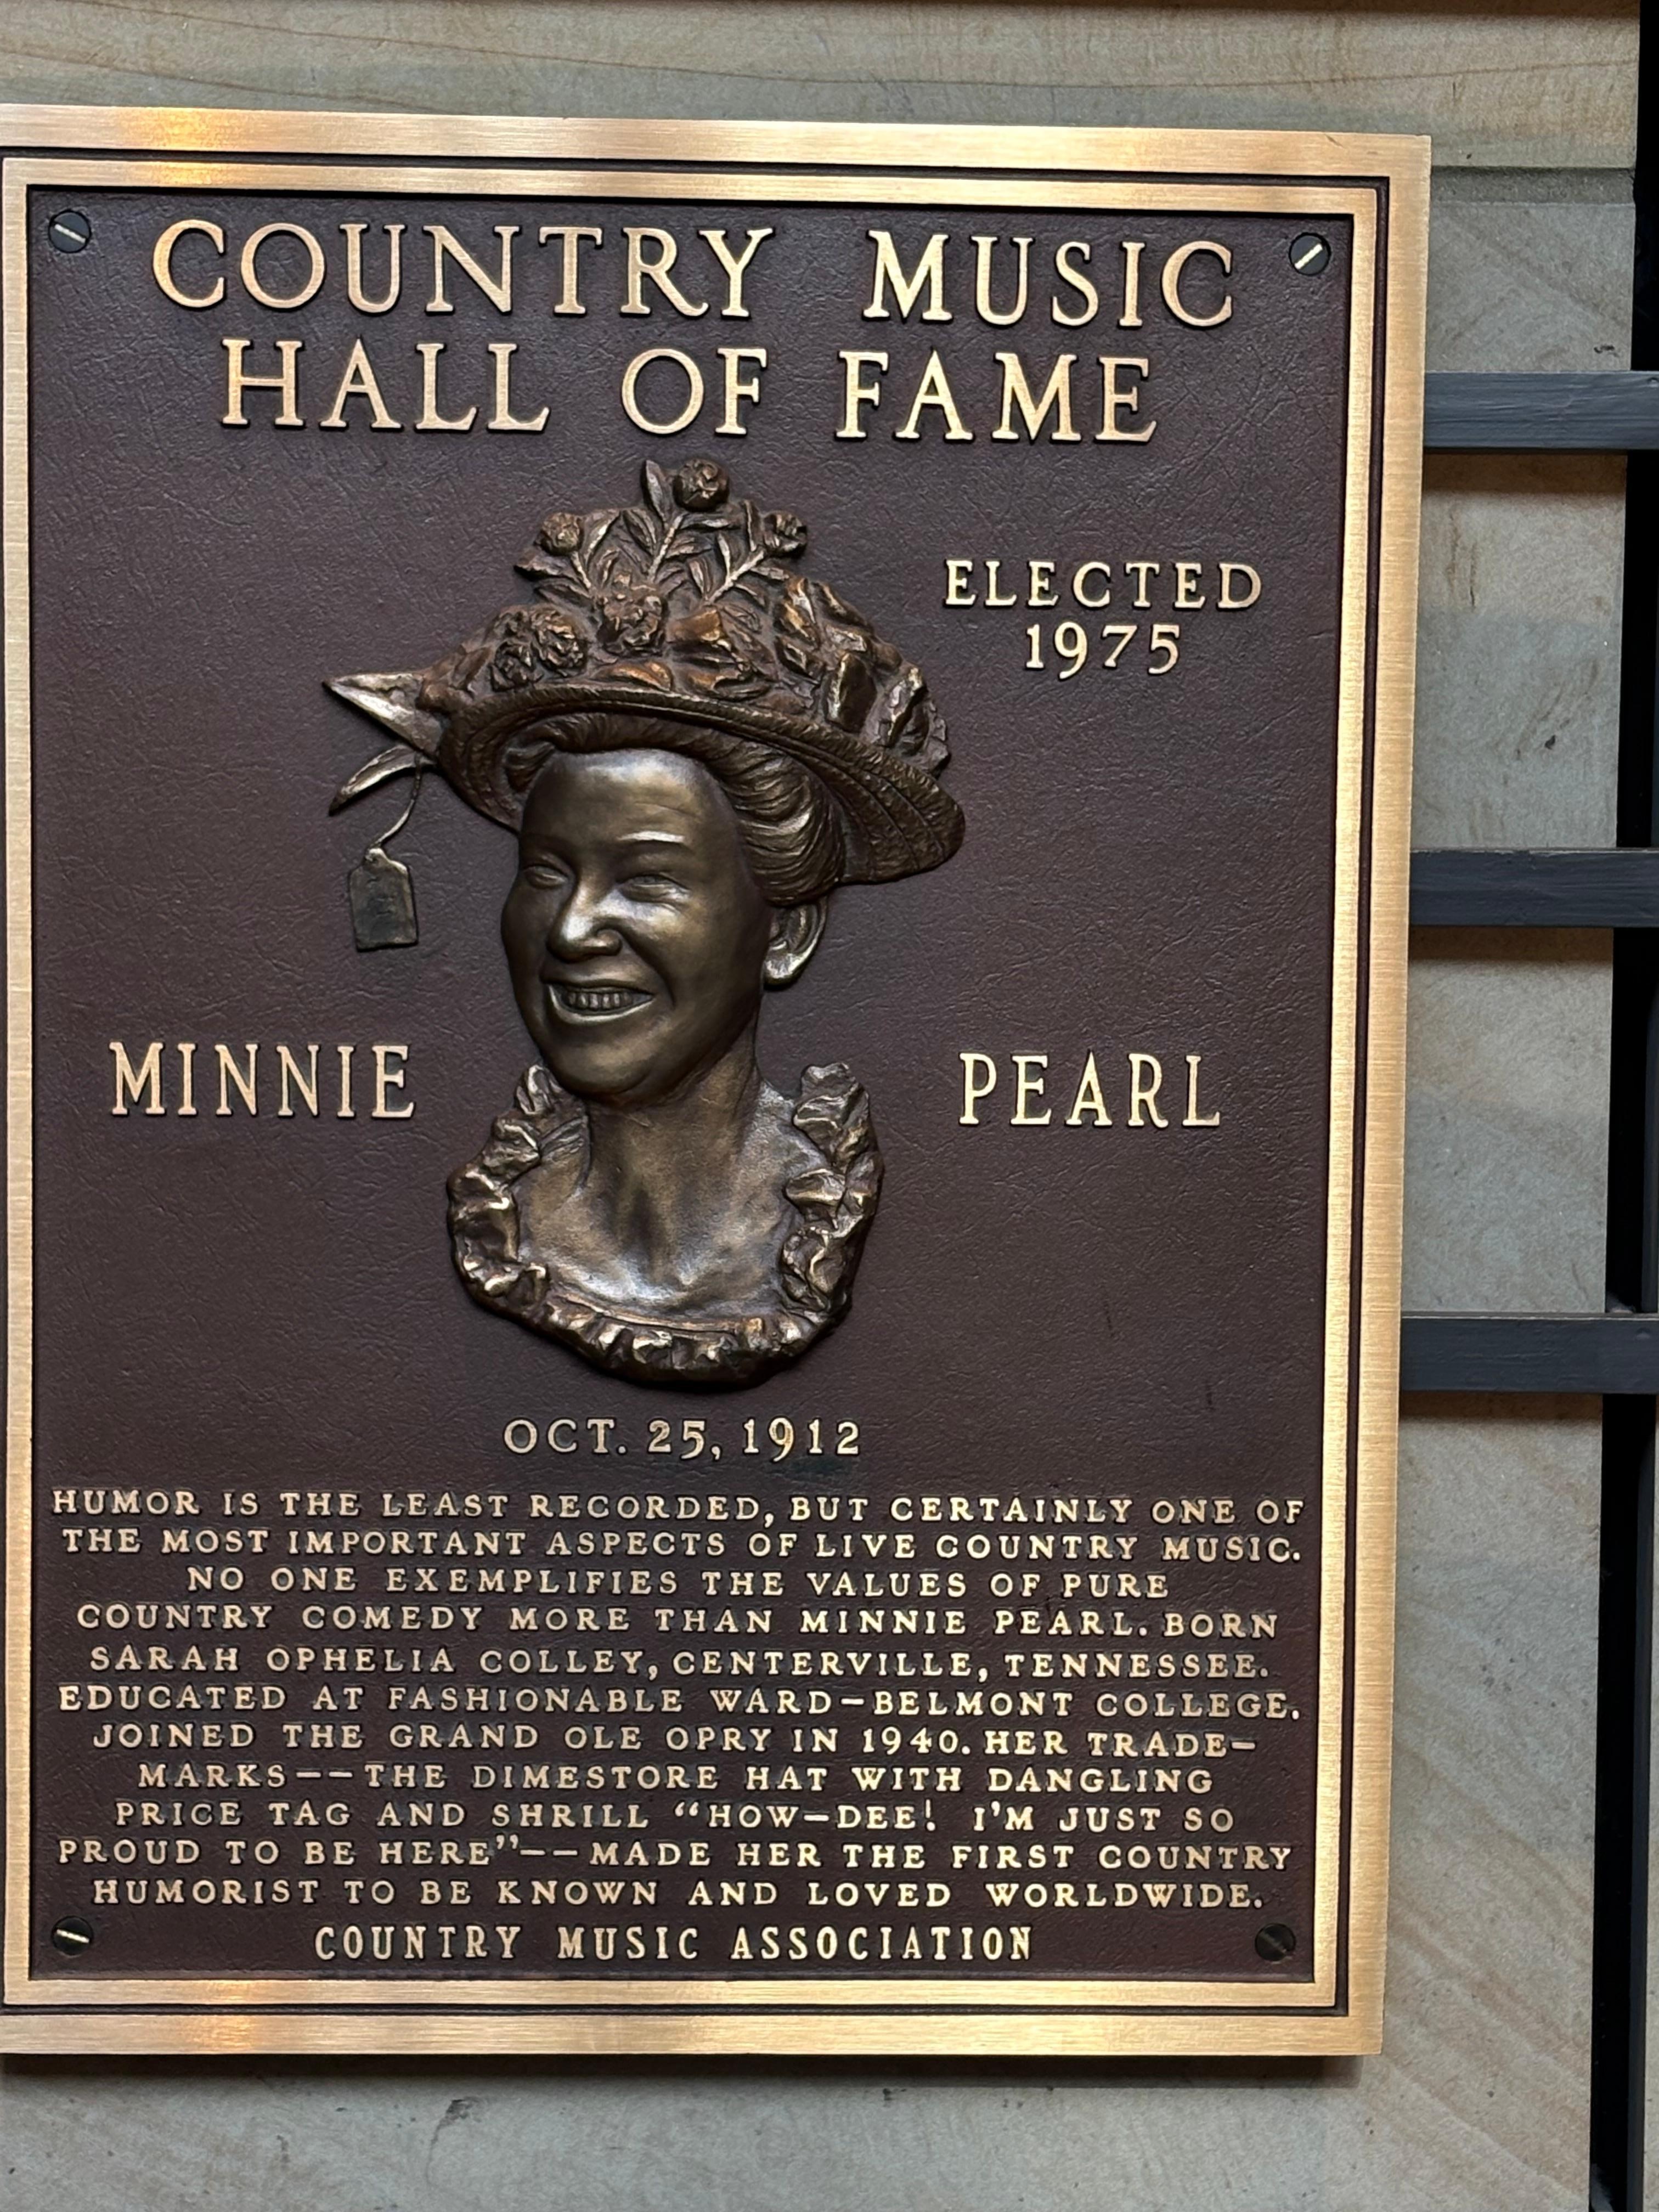 COUNTRY MUSIC
HALL OF FAME
ELECTED
1975
MINNIE PEARL
OCT. 25, 1912
HUMOR IS THE LEAST RECORDED, BUT CERTAINLY ONE OF
THE MOST IMPORTANT ASPECTS OF LIVE COUNTRY MUSIC.
NO ONE EXEMPLIFIES THE VALUES OF PURE
COUNTRY COMEDY MORE THAN MINNIE PEARL. BORN
SARAH OPHELIA COLLEY, CENTERVILLE, TENNESSEE.
EDUCATED AT FASHIONABLE WARD—BELMONT COLLEGE.
JOINED THE GRAND OLE OPRY IN 1940. HER TRADE—
MARKS——THE DIMESTORE HAT WITH DANGLING
PRICE TAG AND SHRILL “HOW—DEE! I'M JUST SO
PROUD TO BE HERE”——MADE HER THE FIRST COUNTRY
HUMORIST TO BE KNOWN AND LOVED WORLDWIDE.
COUNTRY MUSIC ASSOCIATION